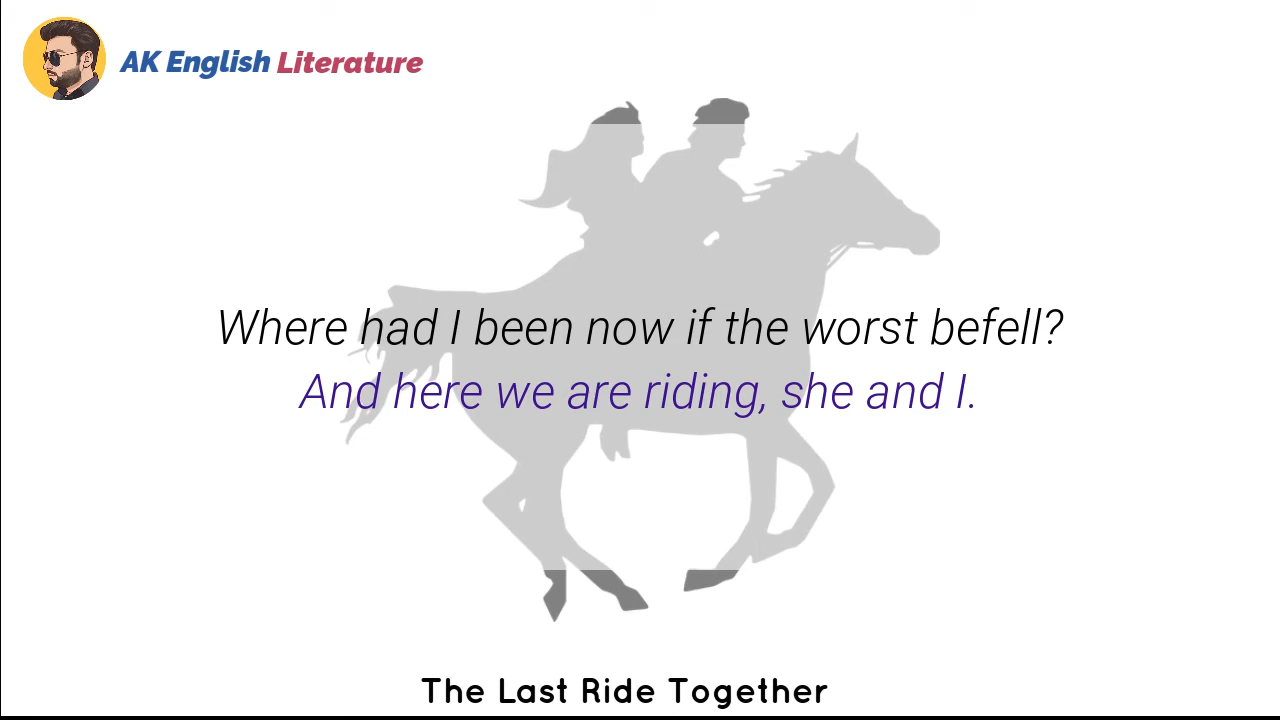 AK English Literature
Where had I been now if the worst befell?
And here we are riding, she and I.
The Last Ride Together